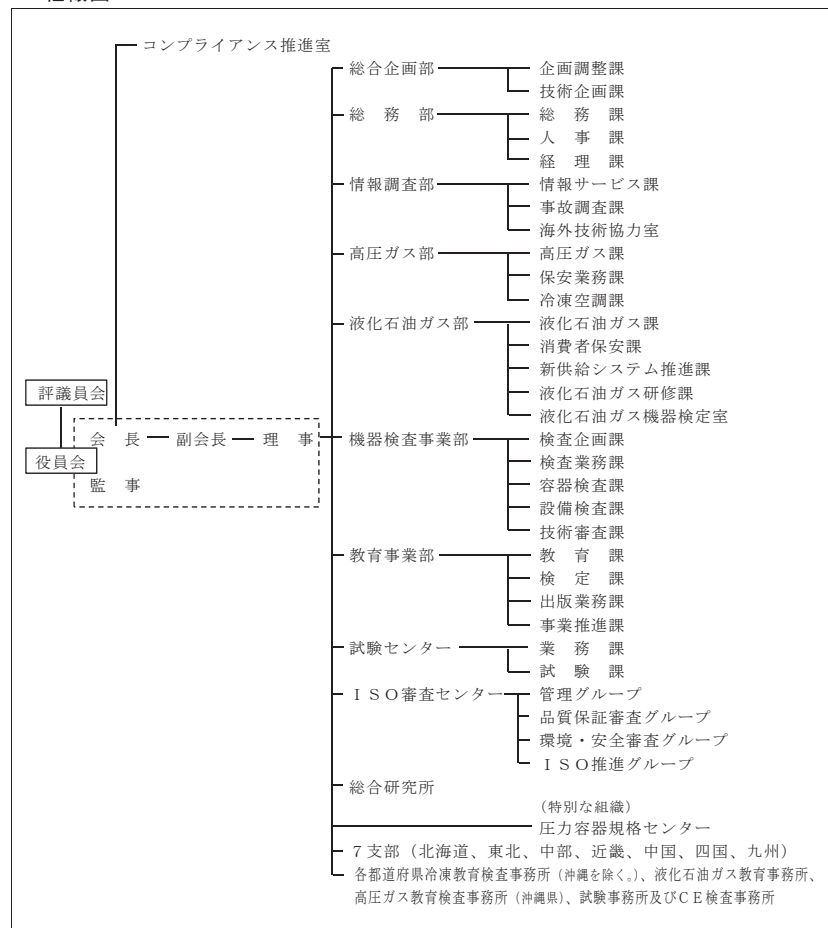 コンプライアンス推進室
総合企画部 企画調整課
技術企画課
総 務 部 総 務 課
人 事 課
経 理 課
情報調査部 情報サービス課
事故調査課
海外技術協力室
高圧ガス部 高圧ガス課
保安業務課
冷凍空調課
液化石油ガス部 液化石油ガス課
消費者保安課
新供給システム推進課
液化石油ガス研修課
液化石油ガス機器検定室
評議員会
役員会
会 長 副会長 理 事
監 事
機器検査事業部 検査企画課
検査業務課
容器検査課
設備検査課
技術審査課
教育事業部 教 育 課
検 定 課
出版業務課
事業推進課
試験センター 業 務 課
試 験 課
ISO審査センター 管理グループ
品質保証審査グループ
環境・安全審査グループ
ISO推進グループ
総合研究所
(特別な組織)
圧力容器規格センター
7支部(北海道、東北、中部、近畿、中国、四国、九州)
各都道府県冷凍教育検査事務所(沖縄を除く。)、液化石油ガス教育事務所、
高圧ガス教育検査事務所(沖縄県)、試験事務所及びCE検査事務所